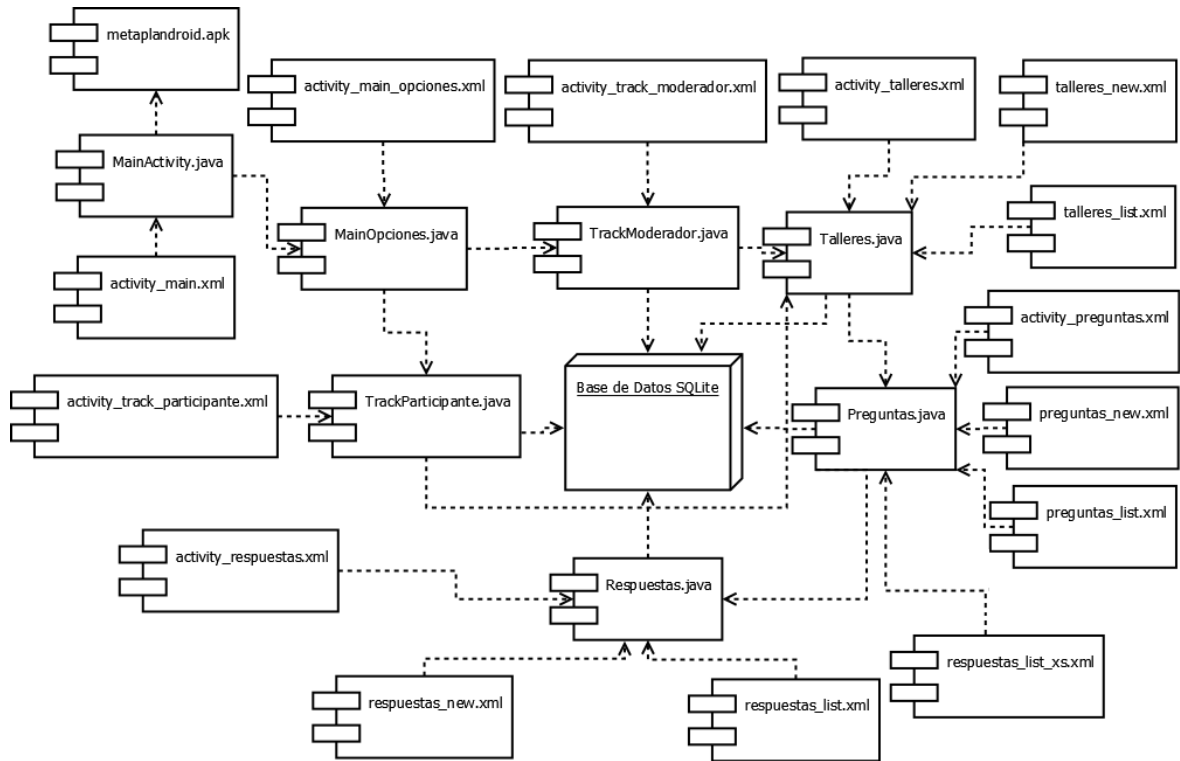 metaplandroid.apk
activity_main_opciones.xml
activity_track_moderador.xml
activity_talleres.xml
talleres_new.xml
MainActivity.java
talleres_list.xml
MainOpciones.java
TrackModerador.java
Talleres.java
activity_main.xml
activity_preguntas.xml
Base de Datos SQLite
activity_track_participante.xml
TrackParticipante.java
Preguntas.java
preguntas_new.xml
preguntas_list.xml
activity_respuestas.xml
Respuestas.java
respuestas_list_xs.xml
respuestas_new.xml
respuestas_list.xml